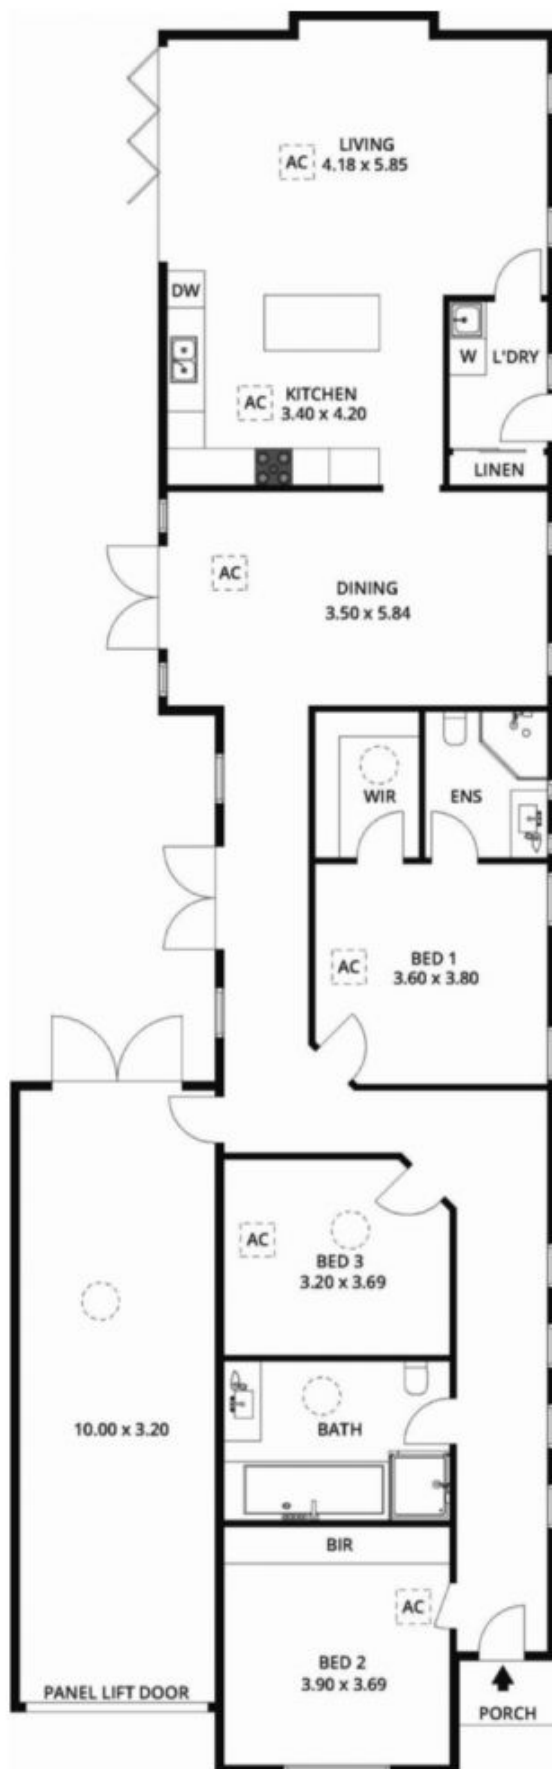 LIVING
AC 4.18 x 5.85
DW
W L'DRY
KITCHEN
AC 3.40 x 4.20
LINEN
AC
DINING
3.50 x 5.84
WIR ENS
BED 1
AC 3.60 x 3.80
AC
BED 3
3.20 x 3.69
10.00 x 3.20
BATH
BIR
AC
BED 2
3.90 x 3.69
PANEL LIFT DOOR
PORCH